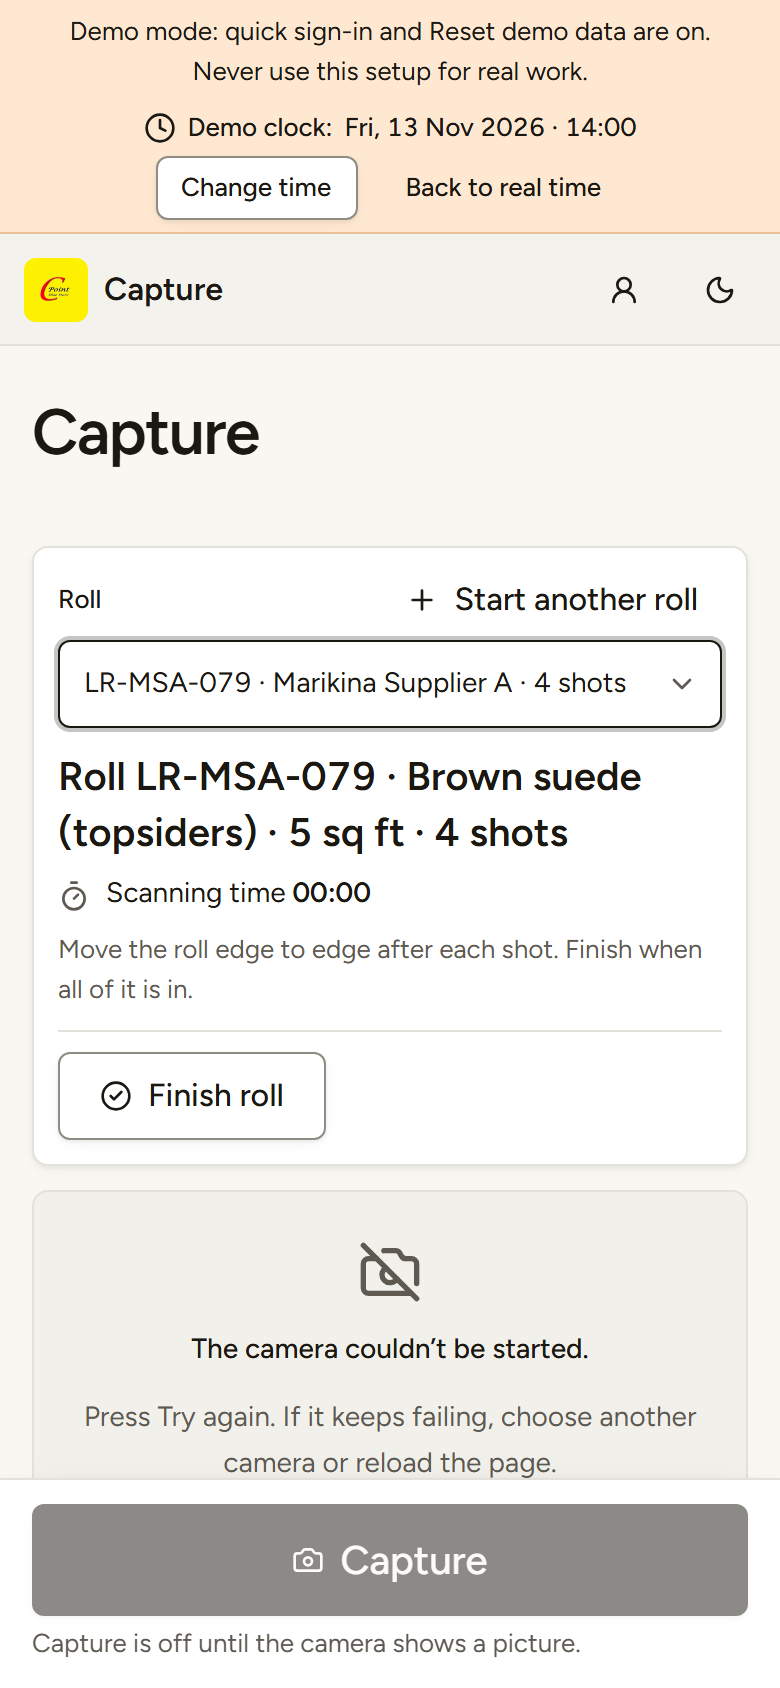 Demo mode: quick sign-in and Reset demo data are on.
Never use this setup for real work.
Demo clock: Fri, 13 Nov 2026 · 14:00
Change time
Back to real time
C Point
Capture
Capture
Roll
Start another roll
LR-MSA-079 · Marikina Supplier A · 4 shots
Roll LR-MSA-079 · Brown suede
(topsiders) · 5 sq ft · 4 shots
Scanning time 00:00
Move the roll edge to edge after each shot. Finish when
all of it is in.
Finish roll
The camera couldn’t be started.
Press Try again. If it keeps failing, choose another
camera or reload the page.
Capture
Capture is off until the camera shows a picture.